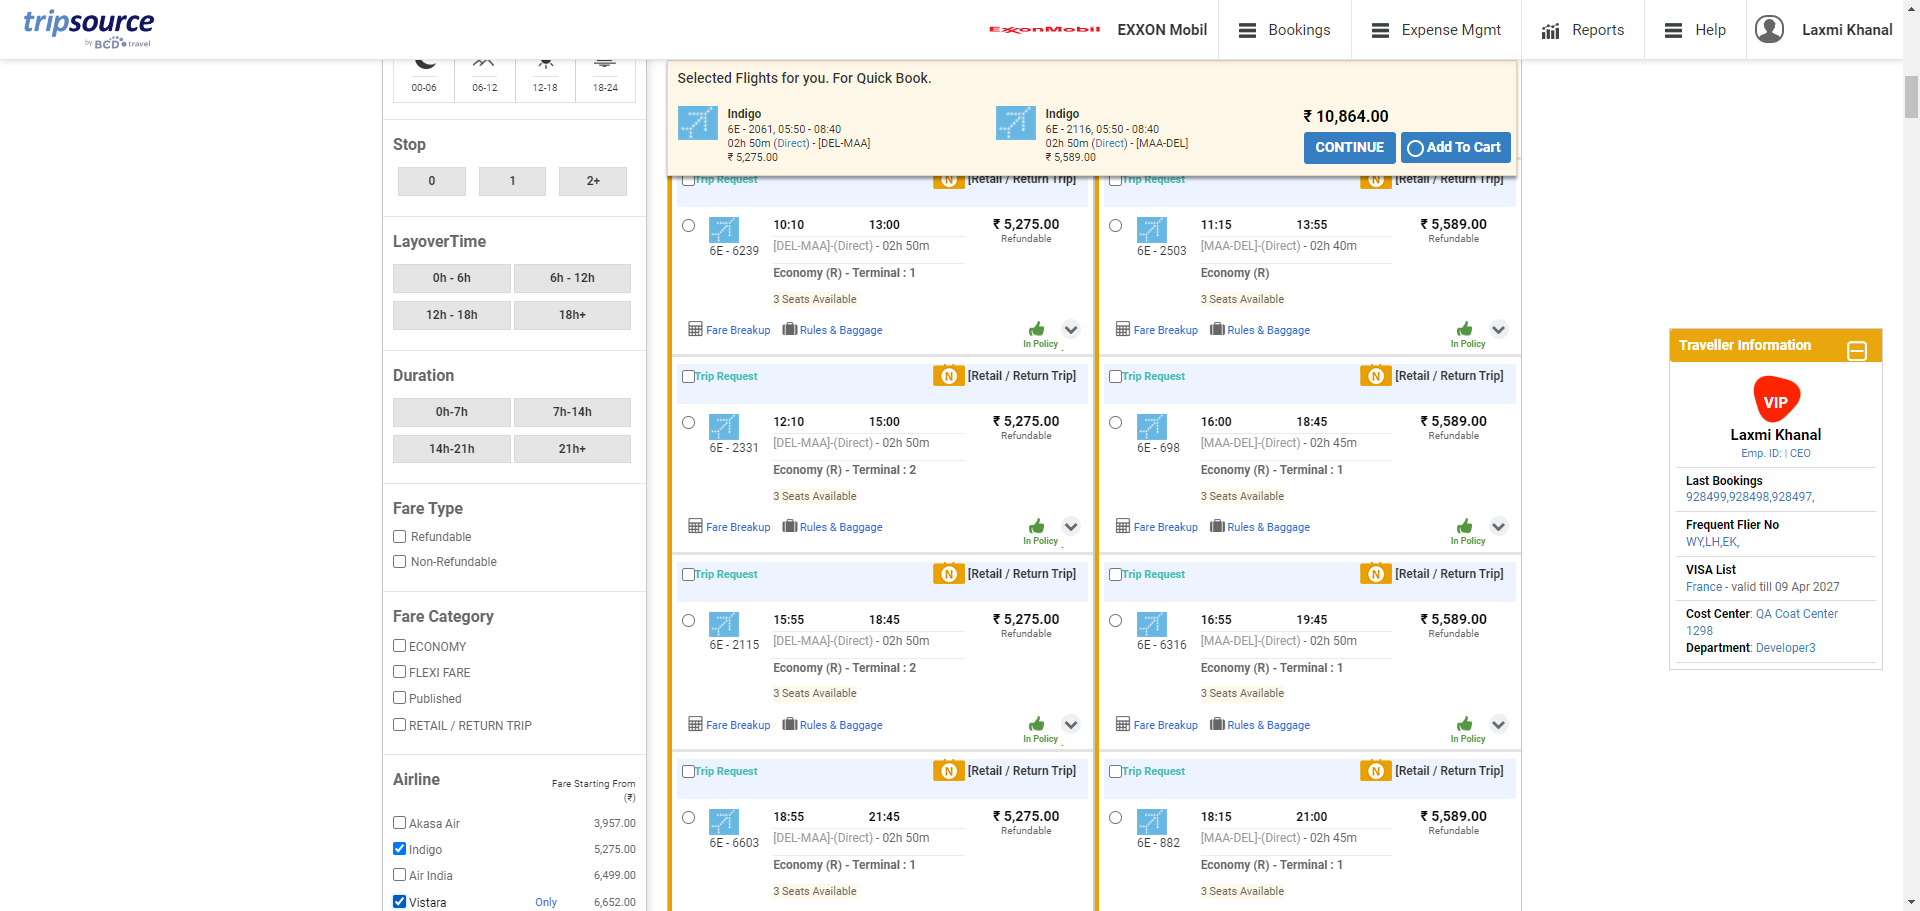 tripsource
by BCD travel
ExxonMobil
EXXON Mobil
Bookings
Expense Mgmt
Reports
Help
Laxmi Khanal
00-06
06-12
12-18
18-24
Stop
0
1
2+
LayoverTime
0h - 6h
6h - 12h
12h - 18h
18h+
Duration
0h-7h
7h-14h
14h-21h
21h+
Fare Type
Refundable
Non-Refundable
Fare Category
ECONOMY
FLEXI FARE
Published
RETAIL / RETURN TRIP
Airline
Fare Starting From
(₹)
Akasa Air 3,957.00
Indigo 5,275.00
Air India 6,499.00
Vistara Only 6,652.00
Selected Flights for you. For Quick Book.
Indigo
6E - 2061, 05:50 - 08:40
02h 50m (Direct) - [DEL-MAA]
₹ 5,275.00
Indigo
6E - 2116, 05:50 - 08:40
02h 50m (Direct) - [MAA-DEL]
₹ 5,589.00
₹ 10,864.00
CONTINUE
Add To Cart
Trip Request N [Retail / Return Trip]
10:10 13:00 ₹ 5,275.00
Refundable
6E - 6239 [DEL-MAA]-(Direct) - 02h 50m
Economy (R) - Terminal : 1
3 Seats Available
Fare Breakup Rules & Baggage
In Policy
Trip Request N [Retail / Return Trip]
12:10 15:00 ₹ 5,275.00
Refundable
6E - 2331 [DEL-MAA]-(Direct) - 02h 50m
Economy (R) - Terminal : 2
3 Seats Available
Fare Breakup Rules & Baggage
In Policy
Trip Request N [Retail / Return Trip]
15:55 18:45 ₹ 5,275.00
Refundable
6E - 2115 [DEL-MAA]-(Direct) - 02h 50m
Economy (R) - Terminal : 2
3 Seats Available
Fare Breakup Rules & Baggage
In Policy
Trip Request N [Retail / Return Trip]
18:55 21:45 ₹ 5,275.00
Refundable
6E - 6603 [DEL-MAA]-(Direct) - 02h 50m
Economy (R) - Terminal : 1
3 Seats Available
Trip Request N [Retail / Return Trip]
11:15 13:55 ₹ 5,589.00
Refundable
6E - 2503 [MAA-DEL]-(Direct) - 02h 40m
Economy (R)
3 Seats Available
Fare Breakup Rules & Baggage
In Policy
Trip Request N [Retail / Return Trip]
16:00 18:45 ₹ 5,589.00
Refundable
6E - 698 [MAA-DEL]-(Direct) - 02h 45m
Economy (R) - Terminal : 1
3 Seats Available
Fare Breakup Rules & Baggage
In Policy
Trip Request N [Retail / Return Trip]
16:55 19:45 ₹ 5,589.00
Refundable
6E - 6316 [MAA-DEL]-(Direct) - 02h 50m
Economy (R) - Terminal : 1
3 Seats Available
Fare Breakup Rules & Baggage
In Policy
Trip Request N [Retail / Return Trip]
18:15 21:00 ₹ 5,589.00
Refundable
6E - 882 [MAA-DEL]-(Direct) - 02h 45m
Economy (R) - Terminal : 1
3 Seats Available
Traveller Information
VIP
Laxmi Khanal
Emp. ID: | CEO
Last Bookings
928499,928498,928497,
Frequent Flier No
WY,LH,EK,
VISA List
France - valid till 09 Apr 2027
Cost Center: QA Coat Center
1298
Department: Developer3